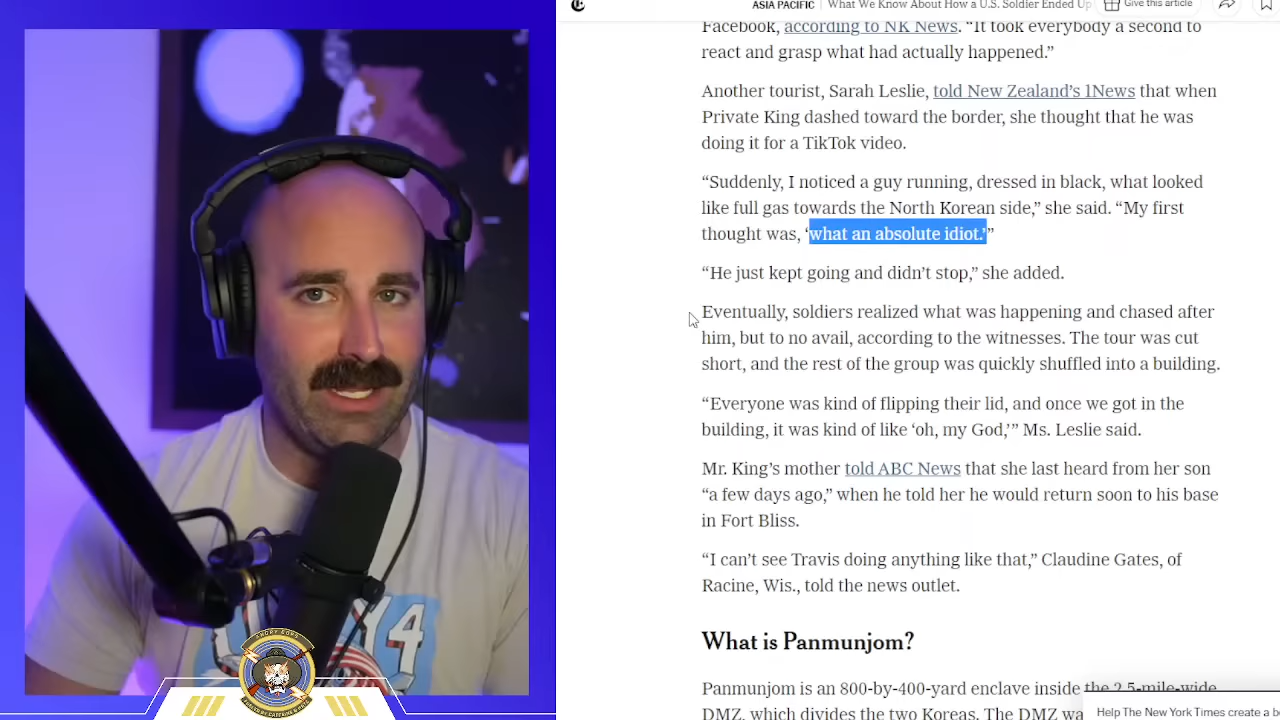 ASIA PACIFIC | What We Know About How a U.S. Soldier Ended Up
Give this article
Facebook, according to NK News. “It took everybody a second to
react and grasp what had actually happened.”
Another tourist, Sarah Leslie, told New Zealand’s 1News that when
Private King dashed toward the border, she thought that he was
doing it for a TikTok video.
“Suddenly, I noticed a guy running, dressed in black, what looked
like full gas towards the North Korean side,” she said. “My first
thought was, ‘what an absolute idiot.’”
“He just kept going and didn’t stop,” she added.
Eventually, soldiers realized what was happening and chased after
him, but to no avail, according to the witnesses. The tour was cut
short, and the rest of the group was quickly shuffled into a building.
“Everyone was kind of flipping their lid, and once we got in the
building, it was kind of like ‘oh, my God,’” Ms. Leslie said.
Mr. King’s mother told ABC News that she last heard from her son
“a few days ago,” when he told her he would return soon to his base
in Fort Bliss.
“I can’t see Travis doing anything like that,” Claudine Gates, of
Racine, Wis., told the news outlet.
What is Panmunjom?
Panmunjom is an 800-by-400-yard enclave inside the 2.5-mile-wide
DMZ, which divides the two Koreas. The DMZ wa
Help The New York Times create a be
Y4
ANGRY COPS